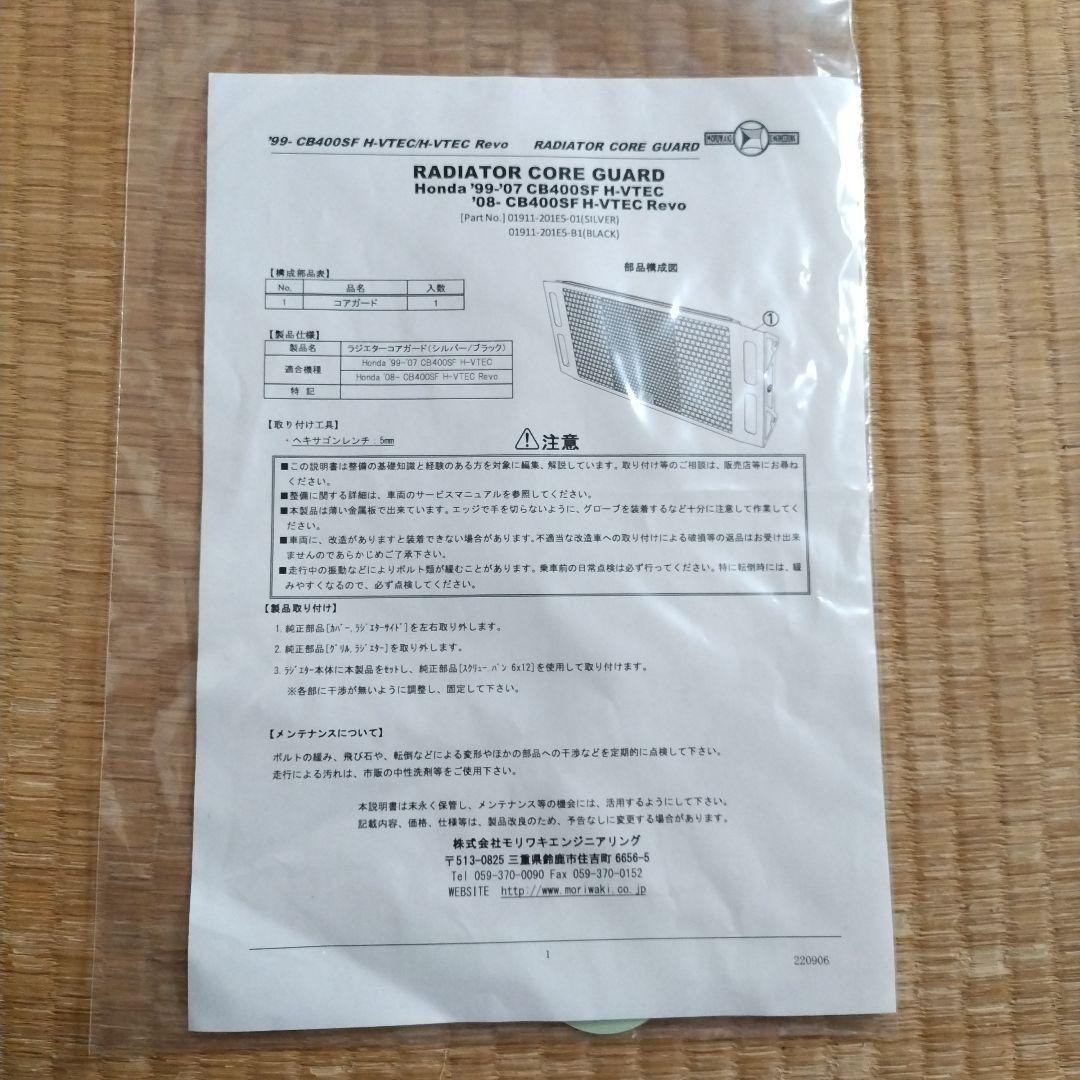 '99- CB400SF H-VTEC/H-VTEC Revo RADIATOR CORE GUARD MORIWAKI ENGINEERING
RADIATOR CORE GUARD
Honda '99-'07 CB400SF H-VTEC
'08- CB400SF H-VTEC Revo
[Part No.] 01911-201E5-01(SILVER)
01911-201E5-B1(BLACK)
【構成部品表】
No. 品名 入数
1 コアガード 1
部品構成図
①
【製品仕様】
製品名 ラジエターコアガード(シルバー/ブラック)
適合機種 Honda '99-'07 CB400SF H-VTEC
Honda '08- CB400SF H-VTEC Revo
特 記
【取り付け工具】
・ヘキサゴンレンチ:5mm
⚠注意
■この説明書は整備の基礎知識と経験のある方を対象に編集、解説しています。取り付け等のご相談は、販売店等にお尋ね
ください。
■整備に関する詳細は、車両のサービスマニュアルを参照してください。
■本製品は薄い金属板で出来ています。エッジで手を切らないように、グローブを装着するなど十分に注意して作業してく
ださい。
■車両に、改造がありますと装着できない場合があります。不適当な改造車への取り付けによる破損等の返品はお受け出来
ませんのであらかじめご了承下さい。
■走行中の振動などによりボルト類が緩むことがあります。乗車前の日常点検は必ず行ってください。特に転倒時には、緩
みやすくなるので、必ず点検してください。
【製品取り付け】
1. 純正部品[ｶﾊﾞｰ,ﾗｼﾞｴﾀｰｻｲﾄﾞ]を左右取り外します。
2. 純正部品[ｸﾞﾘﾙ,ﾗｼﾞｴﾀｰ]を取り外します。
3. ﾗｼﾞｴﾀｰ本体に本製品をｾｯﾄし、純正部品[ｽｸﾘｭｰ,ﾊﾟﾝ 6x12]を使用して取り付けます。
※各部に干渉が無いように調整し、固定して下さい。
【メンテナンスについて】
ボルトの緩み、飛び石や、転倒などによる変形やほかの部品への干渉などを定期的に点検して下さい。
走行による汚れは、市販の中性洗剤等をご使用下さい。
本説明書は末永く保管し、メンテナンス等の機会には、活用するようにして下さい。
記載内容、価格、仕様等は、製品改良のため、予告なしに変更する場合があります。
株式会社モリワキエンジニアリング
〒513-0825 三重県鈴鹿市住吉町 6656-5
Tel 059-370-0090 Fax 059-370-0152
WEBSITE http://www.moriwaki.co.jp
1
220906